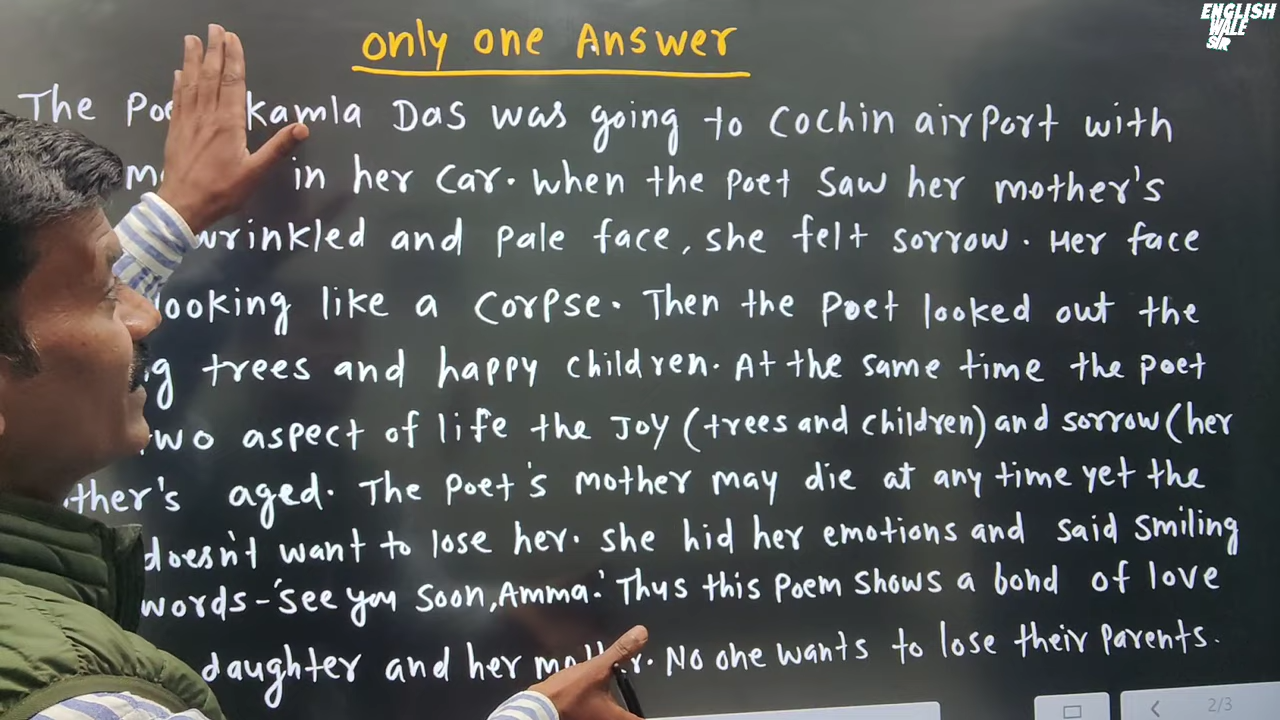 only one Answer
The Kamla Das was going to Cochin airport with
in her car. When the poet saw her mother's
wrinkled and pale face, she felt sorrow. Her face
looking like a corpse. Then the poet looked out the
trees and happy children. At the same time the poet
two aspect of life the Joy (trees and children) and sorrow (her
aged. The poet's mother may die at any time yet the
doesn't want to lose her. she hid her emotions and said smiling
words-'See you soon, Amma.' Thus this poem shows a bond of love
daughter and her No one wants to lose their parents.
ENGLISH
WALE
SIR
2/3